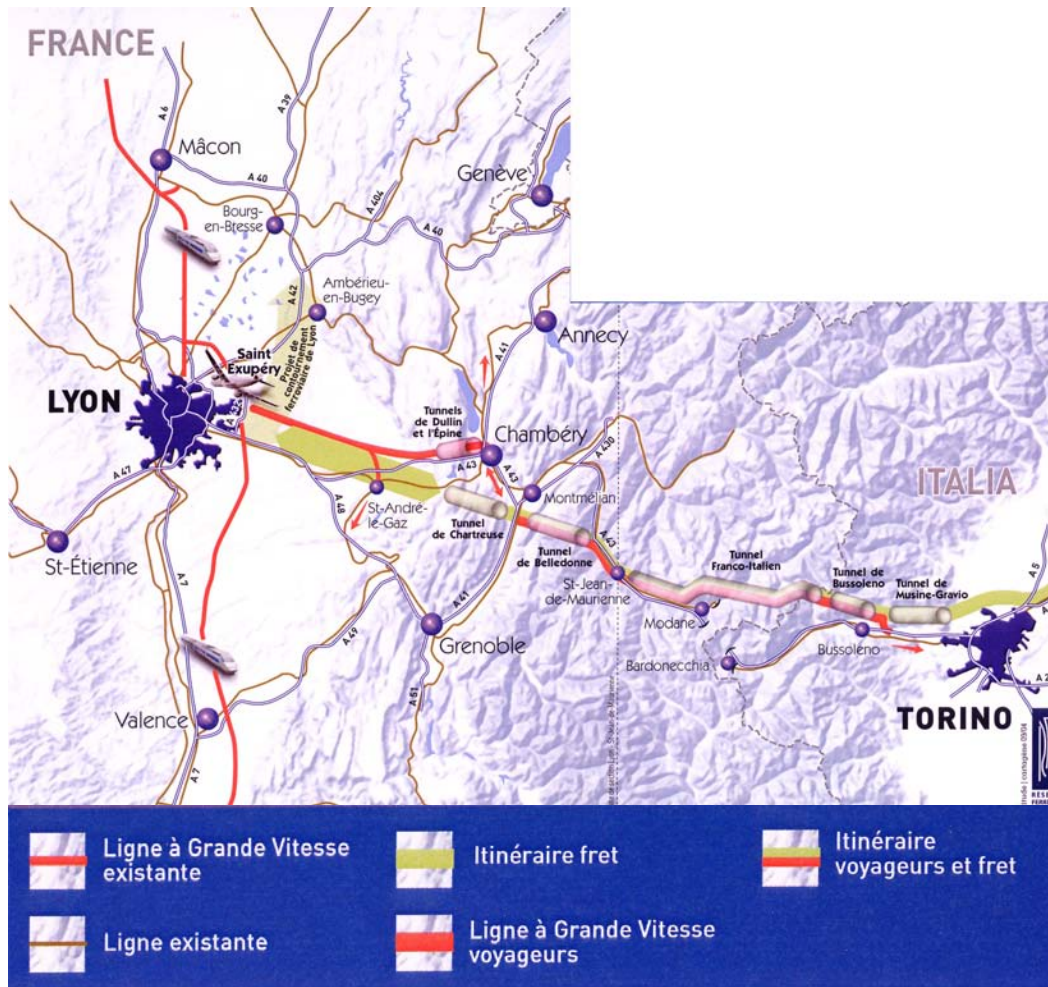 FRANCE
A 6
A 39
Mâcon
A 40
Genève
A 404
Bourg-
en-Bresse
A 40
Ambérieu-
en-Bugey
A 42
Annecy
A 41
Saint
Exupéry
Projet de
contournement
ferroviaire de Lyon
LYON
Tunnels
de Dullin
et l'Épine
Chambéry
A 430
A 43
A 43
ITALIA
A 47
Montmélian
St-André-
le-Gaz
A 48
Tunnel
de Chartreuse
Tunnel
de Belledonne
A 43
Tunnel
Franco-Italien
Tunnel de
Bussoleno
Tunnel de
Musine-Gravio
A 5
St-Étienne
St-Jean-
de-Maurienne
A 7
A 41
Modane
A 49
Grenoble
Bardonecchia
Bussoleno
A 51
Valence
TORINO
A 7
Ligne à Grande Vitesse
existante
Itinéraire fret
Itinéraire
voyageurs et fret
Ligne existante
Ligne à Grande Vitesse
voyageurs